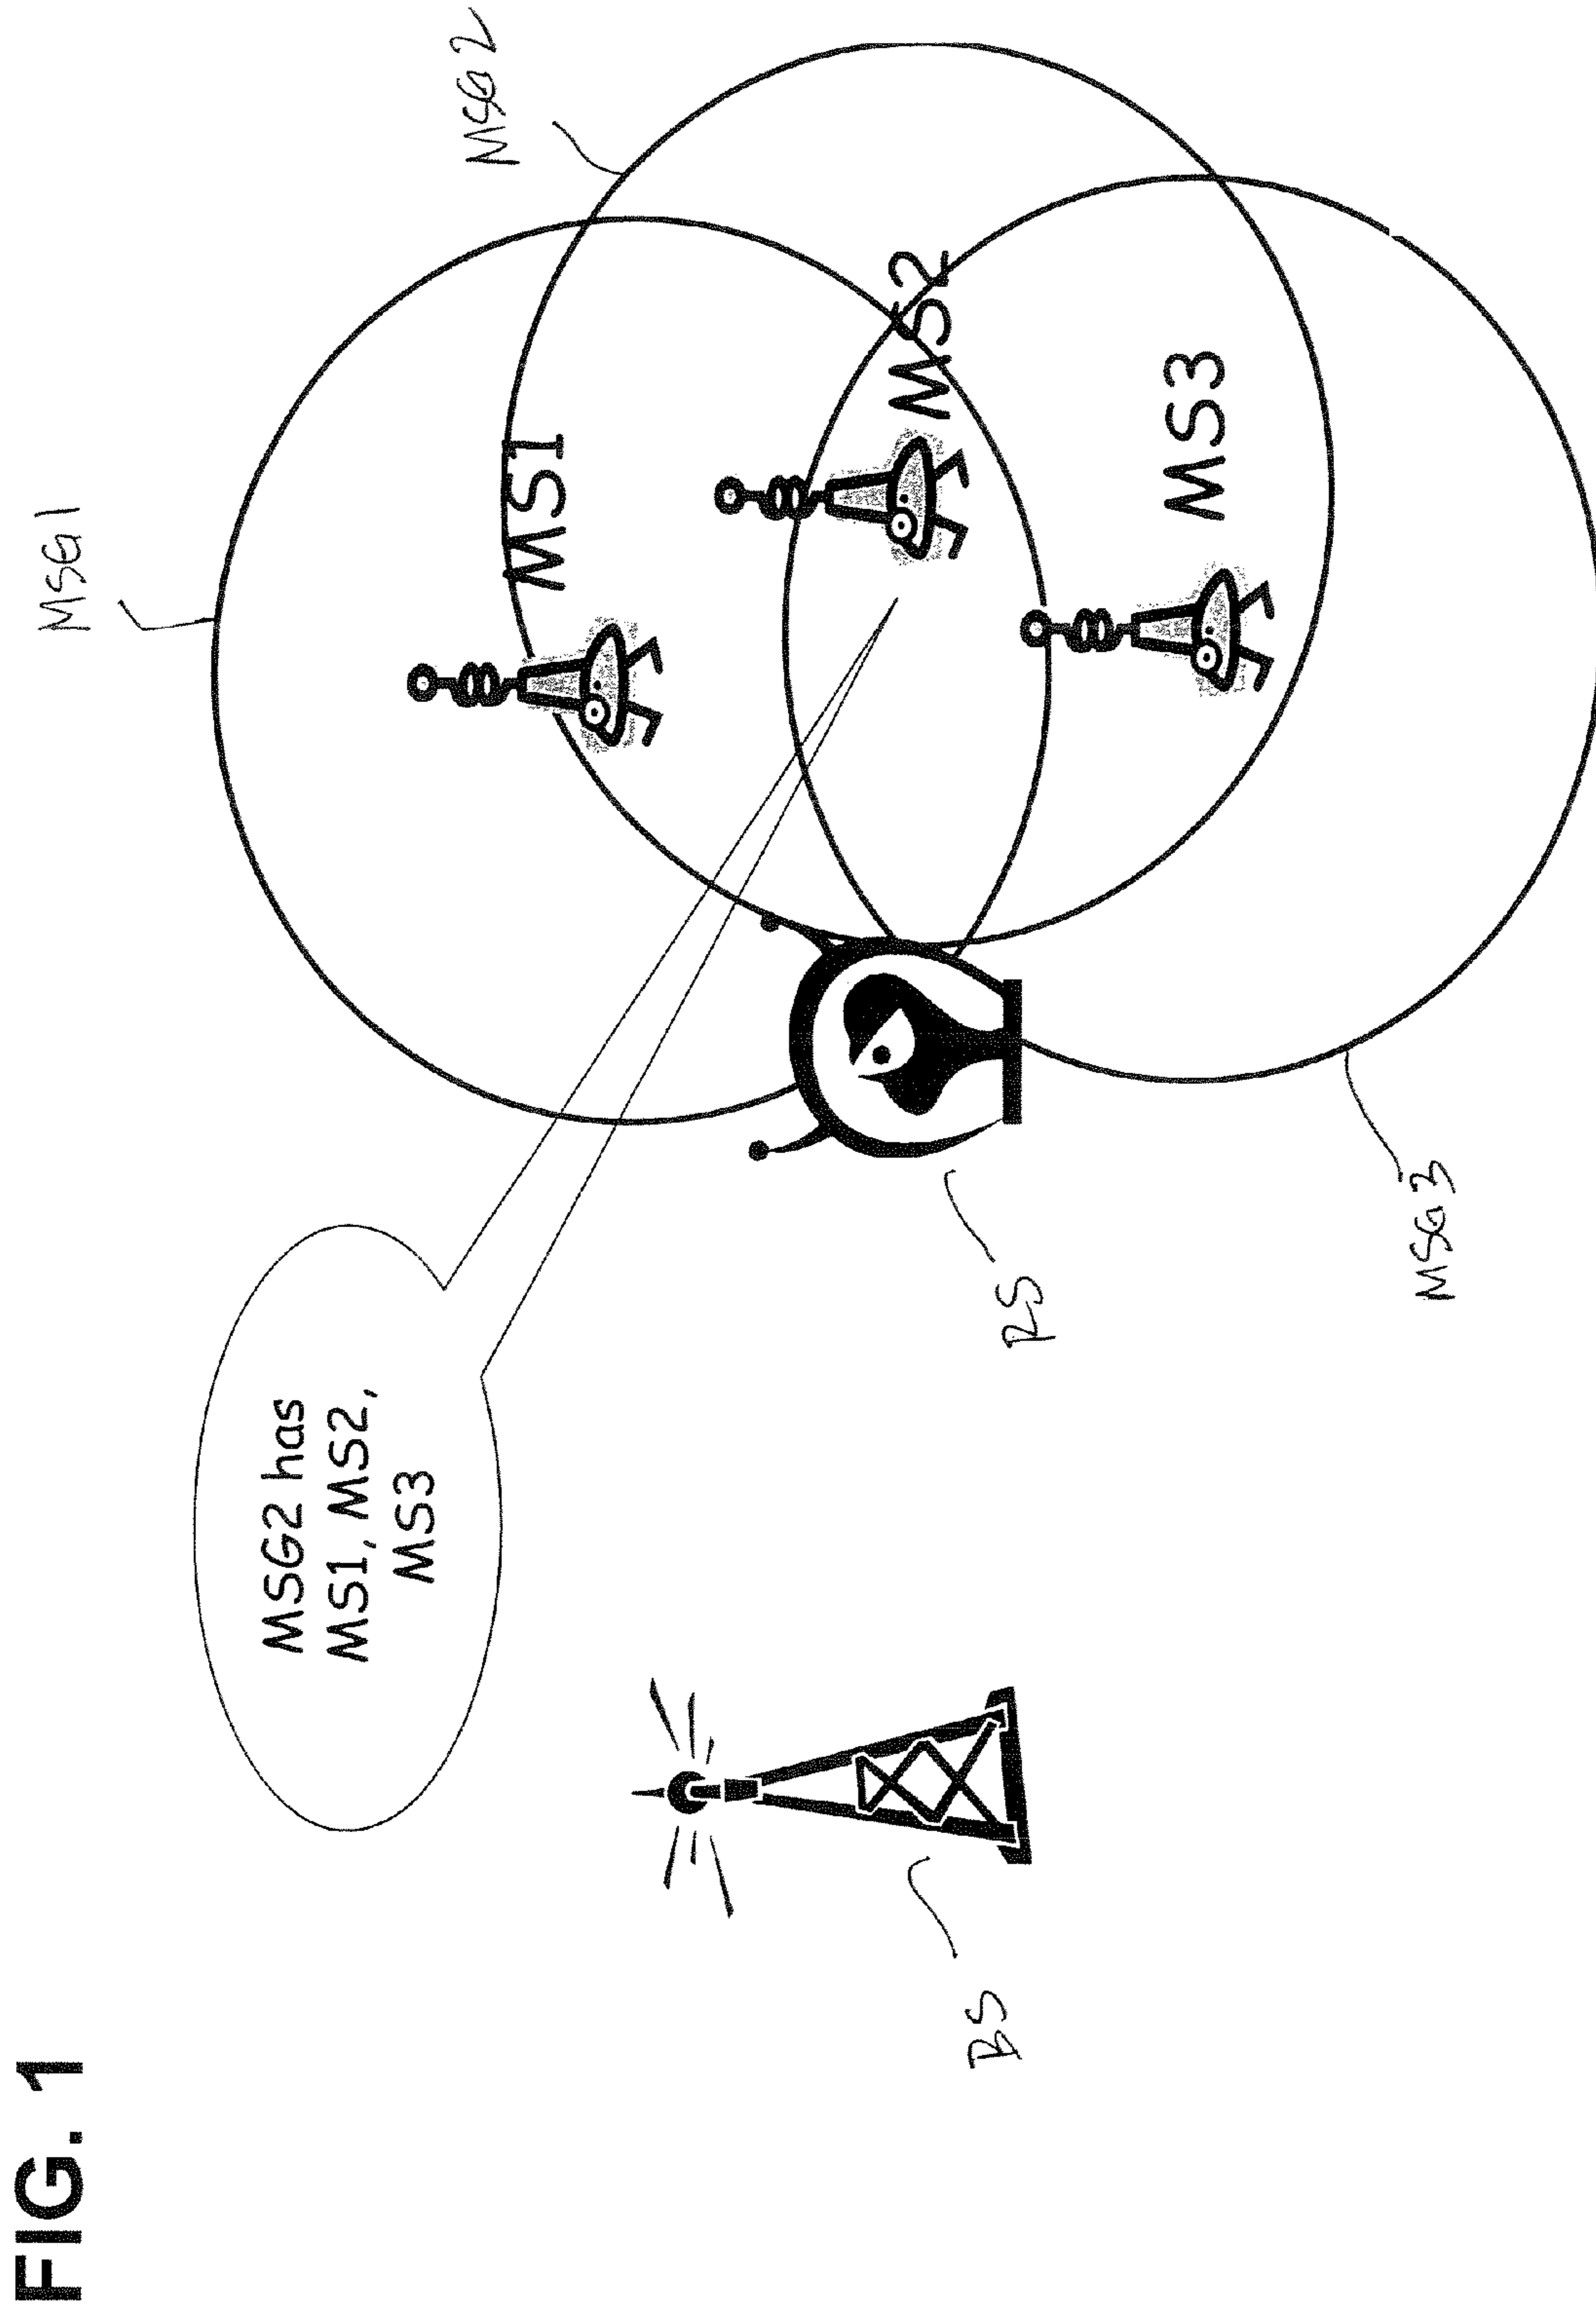 FIG. 1
MSG1
MSG2 has
MS1, MS2,
MS3
MSG2
MS1
MS2
BS
RS
MS3
MSG3